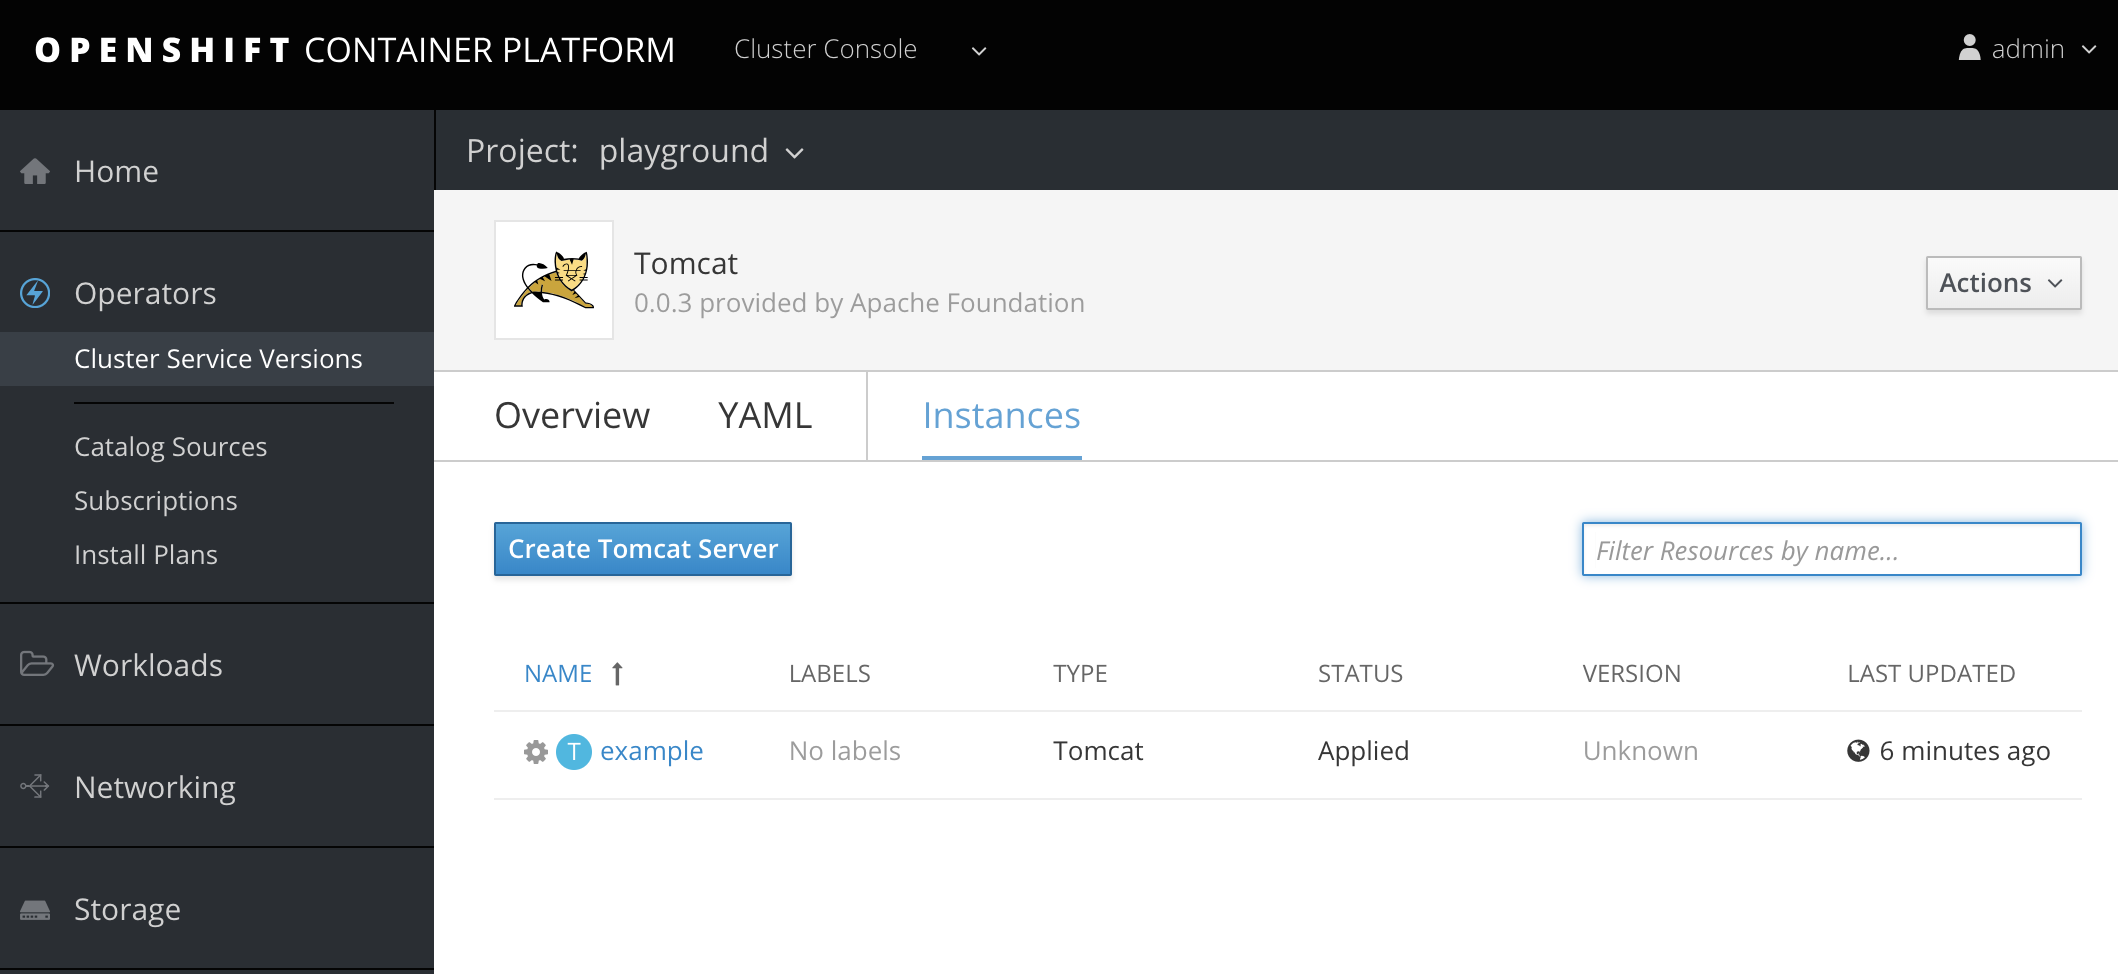 OPENSHIFT CONTAINER PLATFORM Cluster Console admin
Project: playground
Home
Operators
Cluster Service Versions
Catalog Sources
Subscriptions
Install Plans
Workloads
Networking
Storage
Tomcat
0.0.3 provided by Apache Foundation
Actions
Overview YAML Instances
Create Tomcat Server
Filter Resources by name...
NAME LABELS TYPE STATUS VERSION LAST UPDATED
T example No labels Tomcat Applied Unknown 6 minutes ago